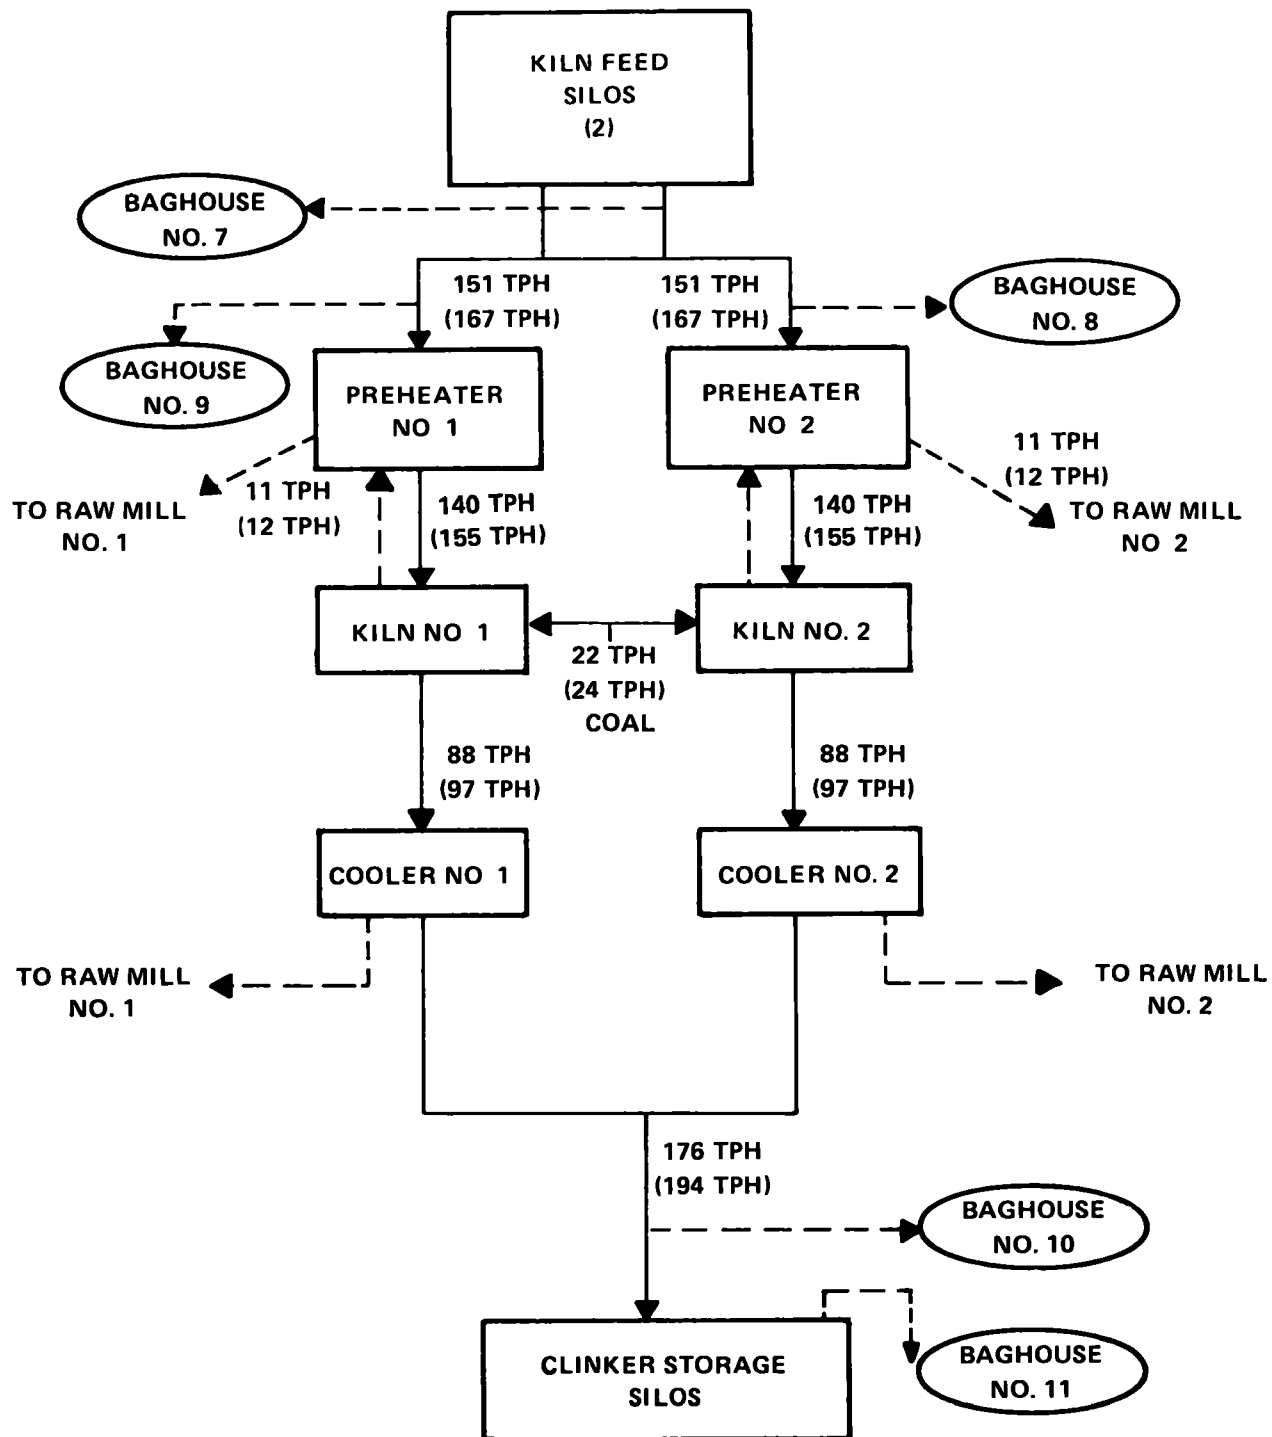 KILN FEED
SILOS
(2)
BAGHOUSE
NO. 7
151 TPH
(167 TPH)
151 TPH
(167 TPH)
BAGHOUSE
NO. 8
BAGHOUSE
NO. 9
PREHEATER
NO 1
PREHEATER
NO 2
11 TPH
(12 TPH)
TO RAW MILL
NO. 1
11 TPH
(12 TPH)
TO RAW MILL
NO 2
140 TPH
(155 TPH)
140 TPH
(155 TPH)
KILN NO 1
KILN NO. 2
22 TPH
(24 TPH)
COAL
88 TPH
(97 TPH)
88 TPH
(97 TPH)
COOLER NO 1
COOLER NO. 2
TO RAW MILL
NO. 1
TO RAW MILL
NO. 2
176 TPH
(194 TPH)
BAGHOUSE
NO. 10
CLINKER STORAGE
SILOS
BAGHOUSE
NO. 11